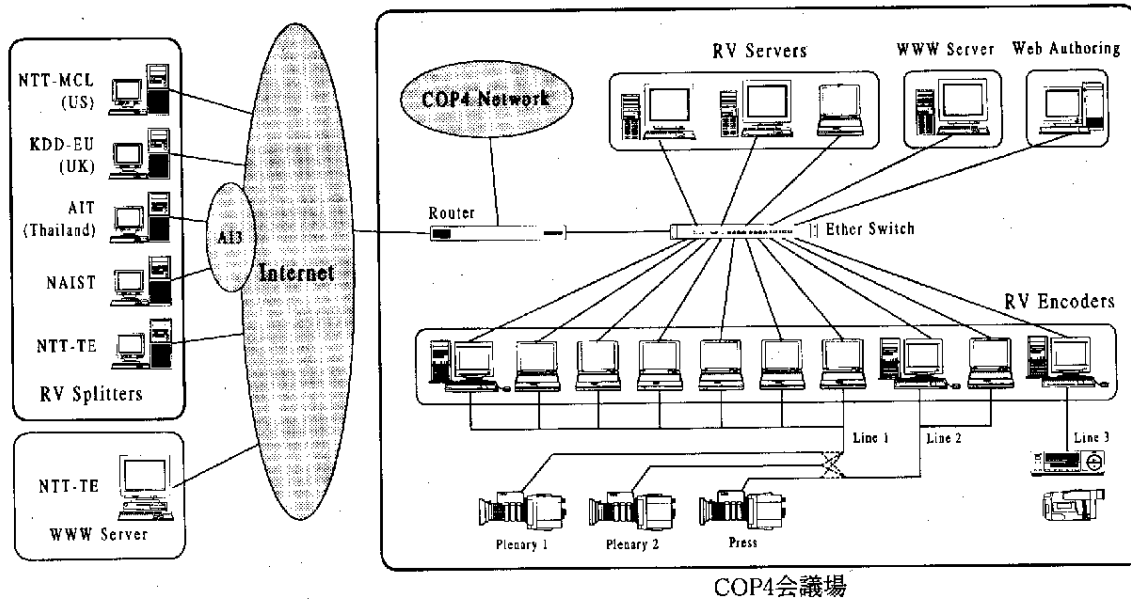 NTT-MCL
(US)
KDD-EU
(UK)
AIT
(Thailand)
NAIST
NTT-TE
RV Splitters
NTT-TE
WWW Server
AI3
Internet
COP4 Network
Router
RV Servers
WWW Server
Web Authoring
Ether Switch
RV Encoders
Line 1
Line 2
Line 3
Plenary 1
Plenary 2
Press
COP4会議場